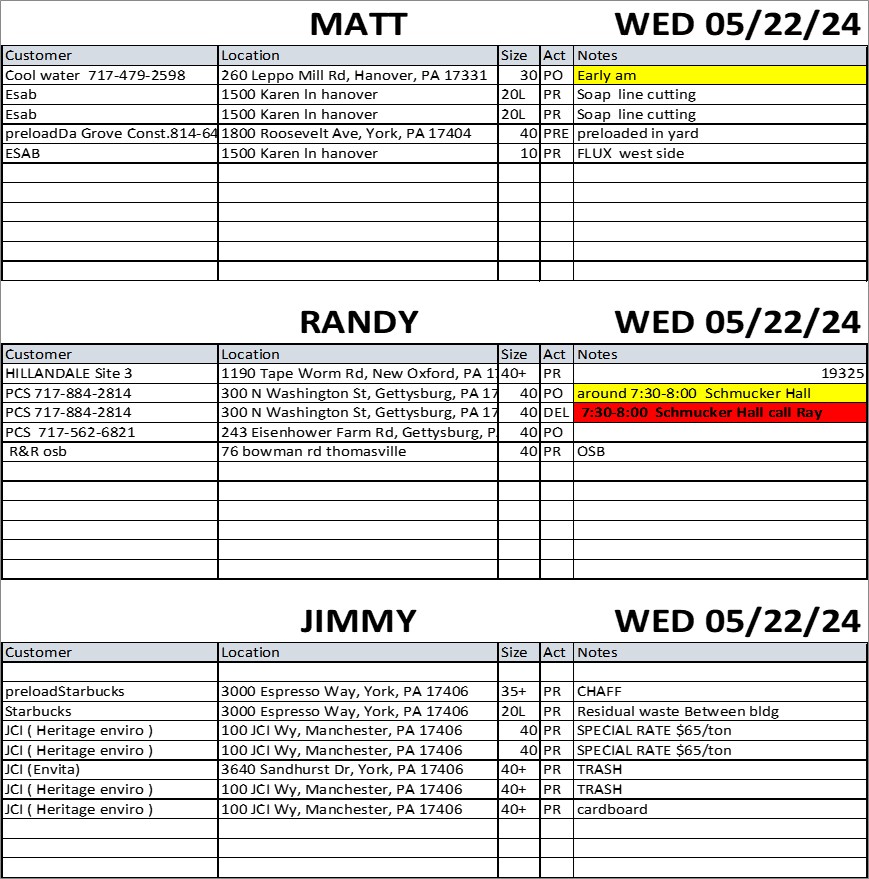 MATT WED 05/22/24
Customer Location Size Act Notes
Cool water 717-479-2598 260 Leppo Mill Rd, Hanover, PA 17331 30 PO Early am
Esab 1500 Karen ln hanover 20L PR Soap line cutting
Esab 1500 Karen ln hanover 20L PR Soap line cutting
preloadDa Grove Const.814-64 1800 Roosevelt Ave, York, PA 17404 40 PRE preloaded in yard
ESAB 1500 Karen ln hanover 10 PR FLUX west side
RANDY WED 05/22/24
Customer Location Size Act Notes
HILLANDALE Site 3 1190 Tape Worm Rd, New Oxford, PA 1 40+ PR 19325
PCS 717-884-2814 300 N Washington St, Gettysburg, PA 17 40 PO around 7:30-8:00 Schmucker Hall
PCS 717-884-2814 300 N Washington St, Gettysburg, PA 17 40 DEL 7:30-8:00 Schmucker Hall call Ray
PCS 717-562-6821 243 Eisenhower Farm Rd, Gettysburg, P 40 PO
R&R osb 76 bowman rd thomasville 40 PR OSB
JIMMY WED 05/22/24
Customer Location Size Act Notes
preloadStarbucks 3000 Espresso Way, York, PA 17406 35+ PR CHAFF
Starbucks 3000 Espresso Way, York, PA 17406 20L PR Residual waste Between bldg
JCI ( Heritage enviro ) 100 JCI Wy, Manchester, PA 17406 40 PR SPECIAL RATE $65/ton
JCI ( Heritage enviro ) 100 JCI Wy, Manchester, PA 17406 40 PR SPECIAL RATE $65/ton
JCI (Envita) 3640 Sandhurst Dr, York, PA 17406 40+ PR TRASH
JCI ( Heritage enviro ) 100 JCI Wy, Manchester, PA 17406 40+ PR TRASH
JCI ( Heritage enviro ) 100 JCI Wy, Manchester, PA 17406 40+ PR cardboard